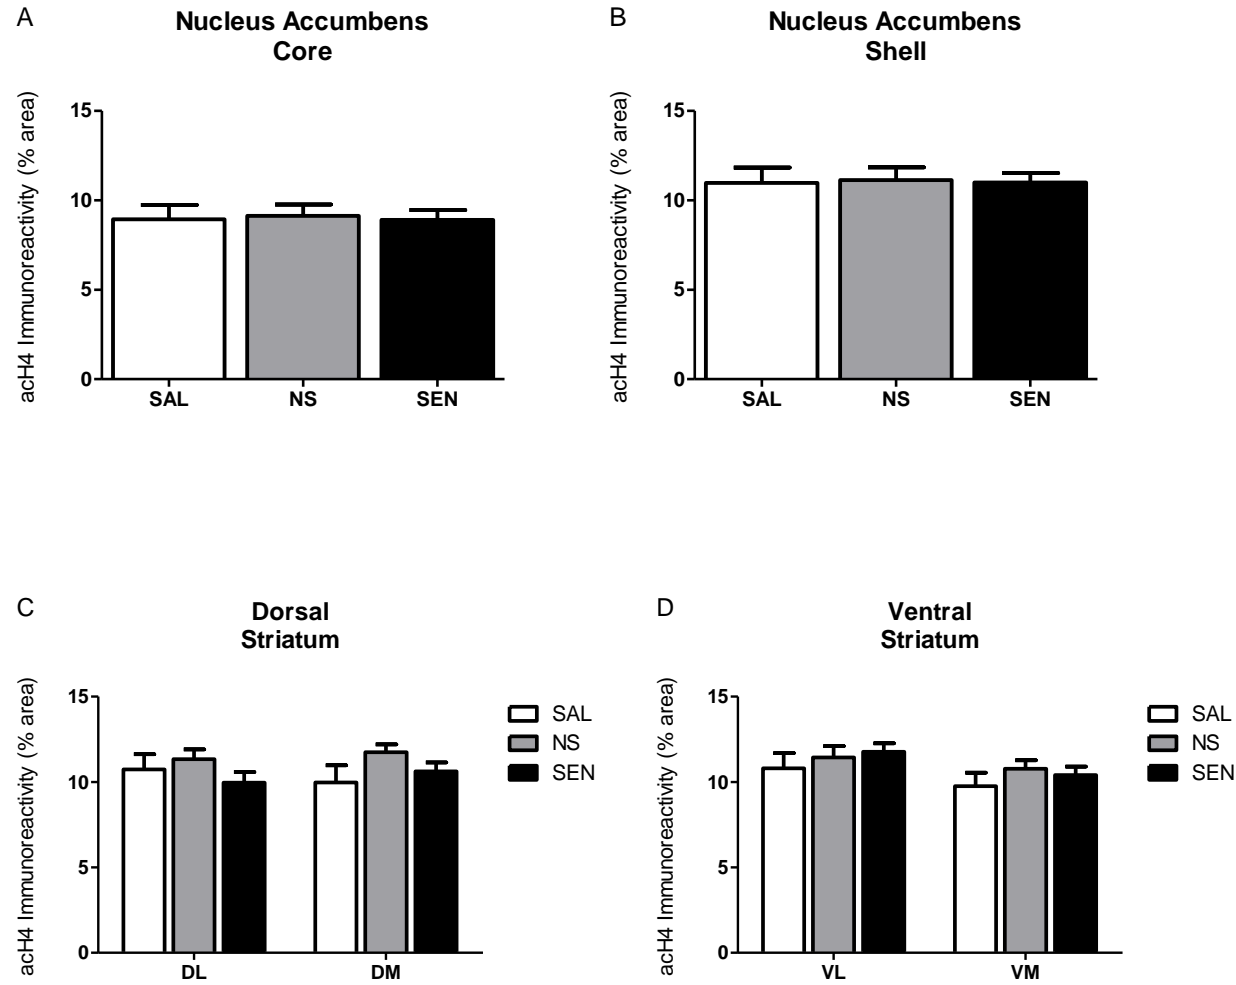 A
Nucleus Accumbens
Core
acH4 Immunoreactivity (% area)
15
10
5
0
SAL NS SEN
B
Nucleus Accumbens
Shell
acH4 Immunoreactivity (% area)
15
10
5
0
SAL NS SEN
C
Dorsal
Striatum
acH4 Immunoreactivity (% area)
15
10
5
0
DL DM
SAL
NS
SEN
D
Ventral
Striatum
acH4 Immunoreactivity (% area)
15
10
5
0
VL VM
SAL
NS
SEN